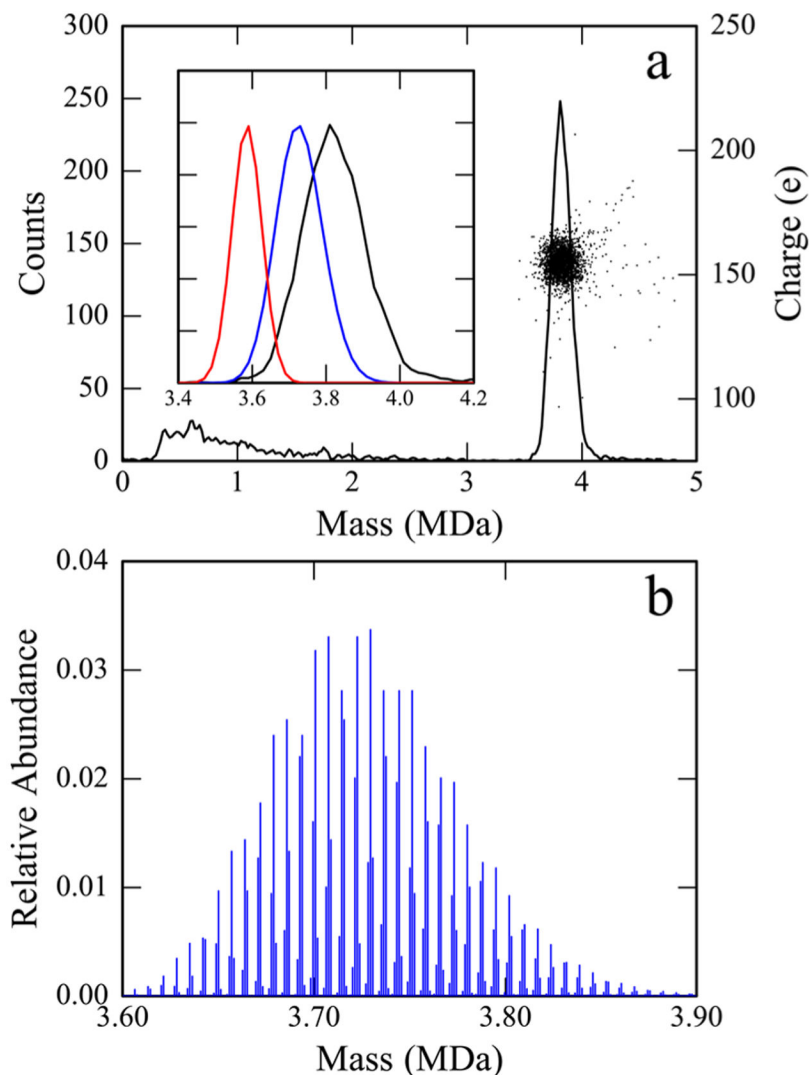 a
300
250
200
150
100
50
0
Counts
250
200
150
100
Charge (e)
3.4 3.6 3.8 4.0 4.2
0 1 2 3 4 5
Mass (MDa)
b
0.04
0.03
0.02
0.01
0.00
Relative Abundance
3.60 3.70 3.80 3.90
Mass (MDa)